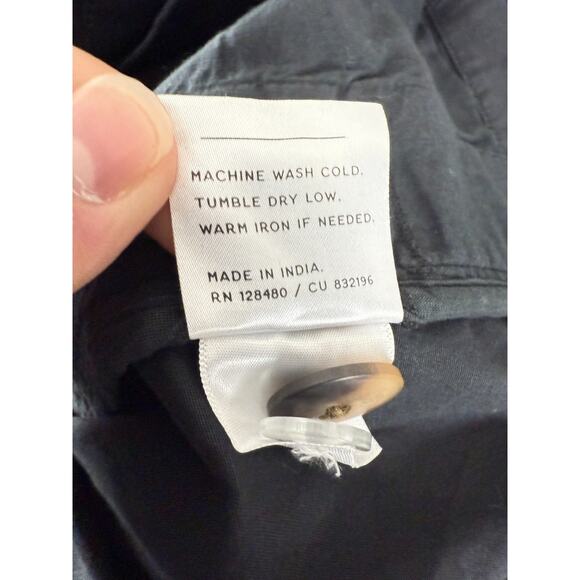 MACHINE WASH COLD.
TUMBLE DRY LOW.
WARM IRON IF NEEDED.
MADE IN INDIA.
RN 128480 / CU 832196